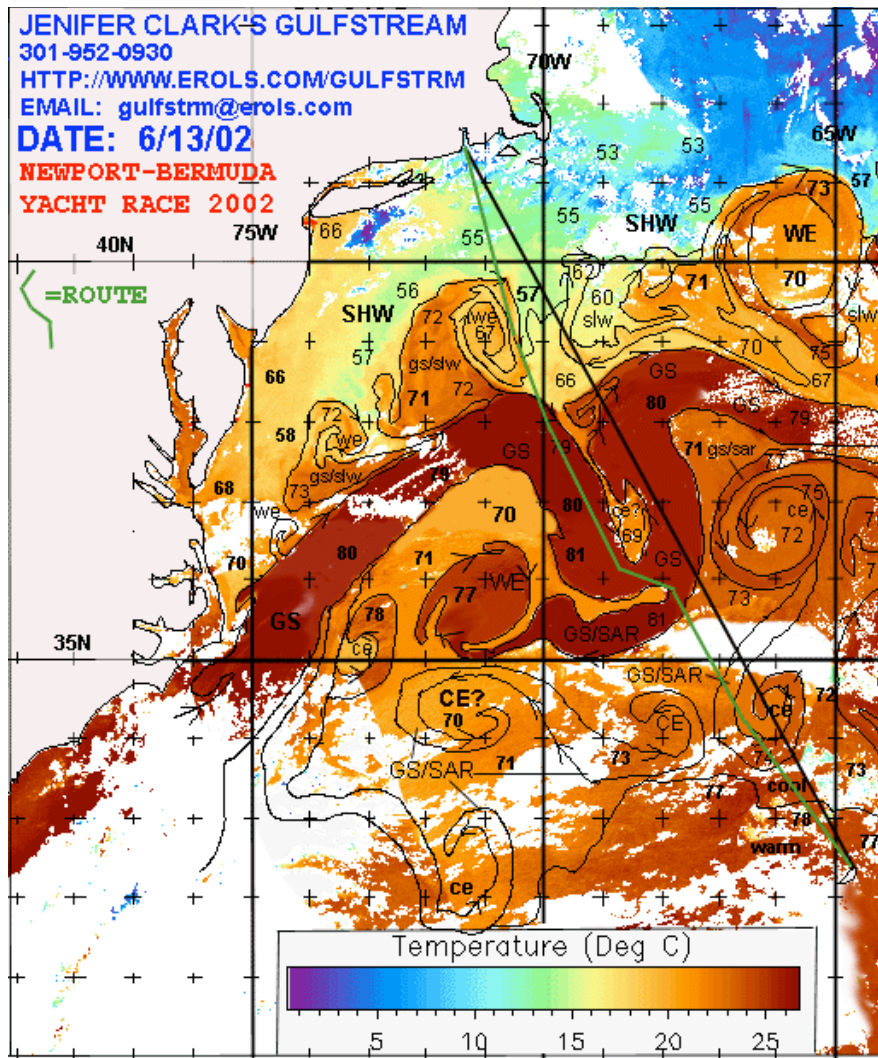 JENIFER CLARK'S GULFSTREAM
301-952-0930
HTTP://WWW.EROLS.COM/GULFSTRM
EMAIL: gulfstrm@erols.com
DATE: 6/13/02
NEWPORT-BERMUDA
YACHT RACE 2002
70W
65W
53
53
73
57
66
75W
40N
55
55
SHW
55
WE
=ROUTE
56
62
71
70
SHW
72
we
67
57
60
slw
slw
57
gs/slw
70
75
66
72
66
GS
67
71
80
GS
79
58
72
we
GS
79
71
gs/sar
68
73
gs/slw
79
80
ce?
75
ce
we
70
69
72
70
80
71
81
GS
WE
77
73
GS
78
81
GS/SAR
35N
ce
GS/SAR
CE?
72
70
CE
ce
GS/SAR
71
73
74
73
77
cool
78
77
warm
ce
Temperature (Deg C)
5 10 15 20 25